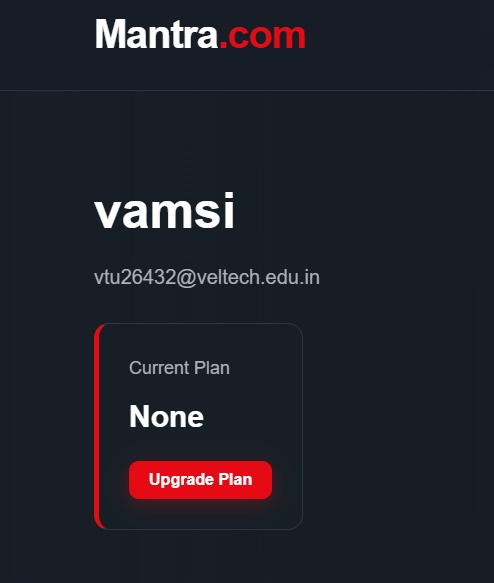 Mantra.com
vamsi
vtu26432@veltech.edu.in
Current Plan
None
Upgrade Plan